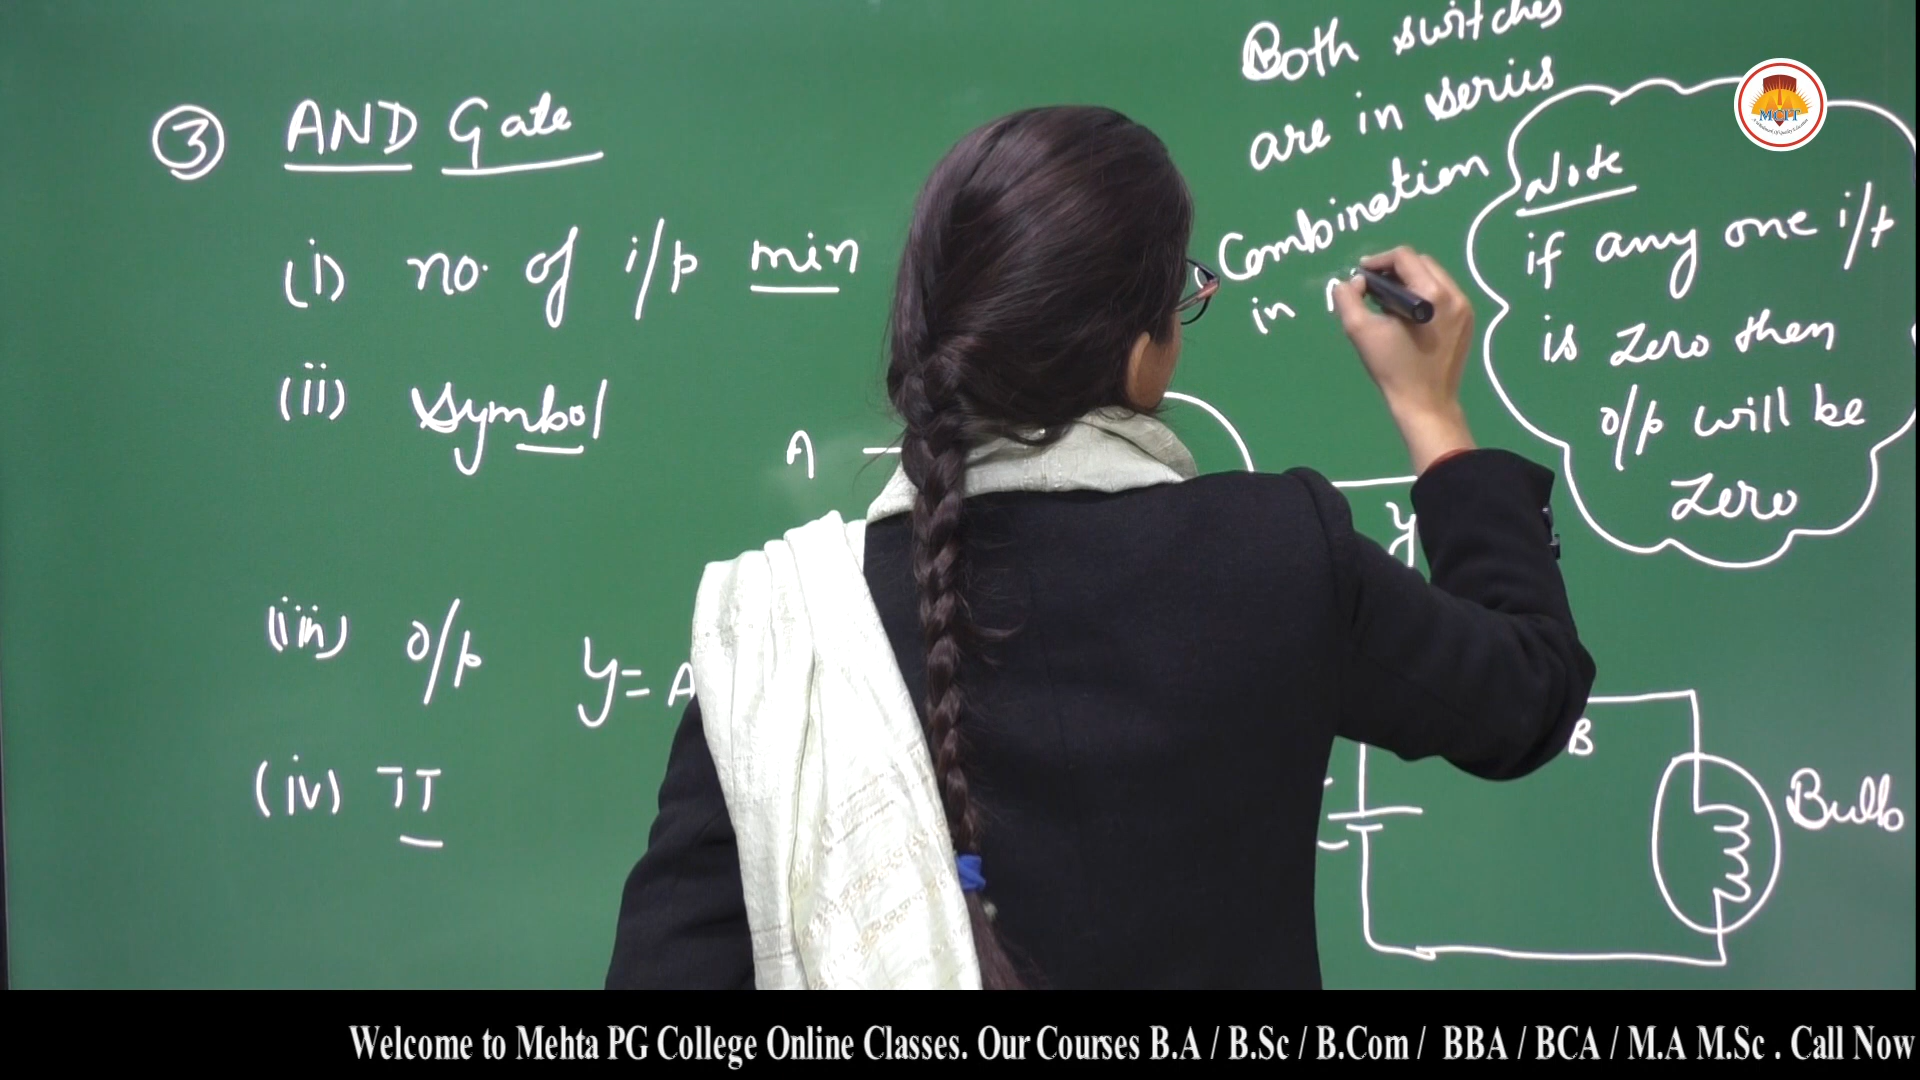 ③ AND Gate
(i) no. of i/p min
(ii) Symbol
A
Y
(iii) o/p Y = A
(iv) TT
Both switches
are in series
Combination
in
Note
if any one i/p
is zero then
o/p will be
zero
B
Bulb
MCPT
Welcome to Mehta PG College Online Classes. Our Courses B.A / B.Sc / B.Com / BBA / BCA / M.A M.Sc . Call Now